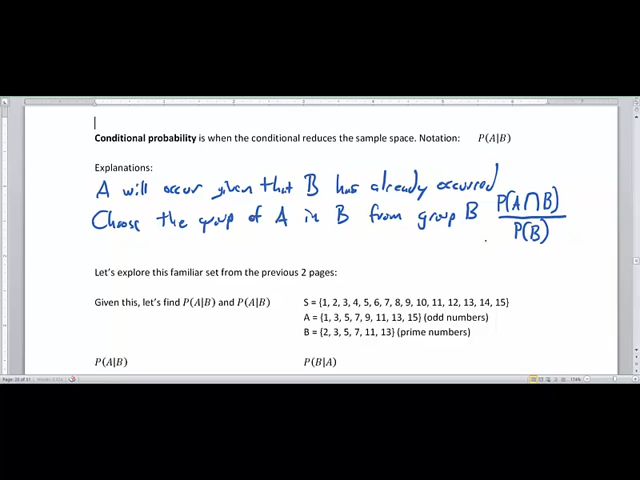 Conditional probability is when the conditional reduces the sample space. Notation: P(A|B)
Explanations:
A will occur given that B has already occurred
Choose the group of A in B from group B P(A∩B)/P(B)
Let's explore this familiar set from the previous 2 pages:
Given this, let's find P(A|B) and P(A|B) S = {1, 2, 3, 4, 5, 6, 7, 8, 9, 10, 11, 12, 13, 14, 15}
A = {1, 3, 5, 7, 9, 11, 13, 15} (odd numbers)
B = {2, 3, 5, 7, 11, 13} (prime numbers)
P(A|B) P(B|A)